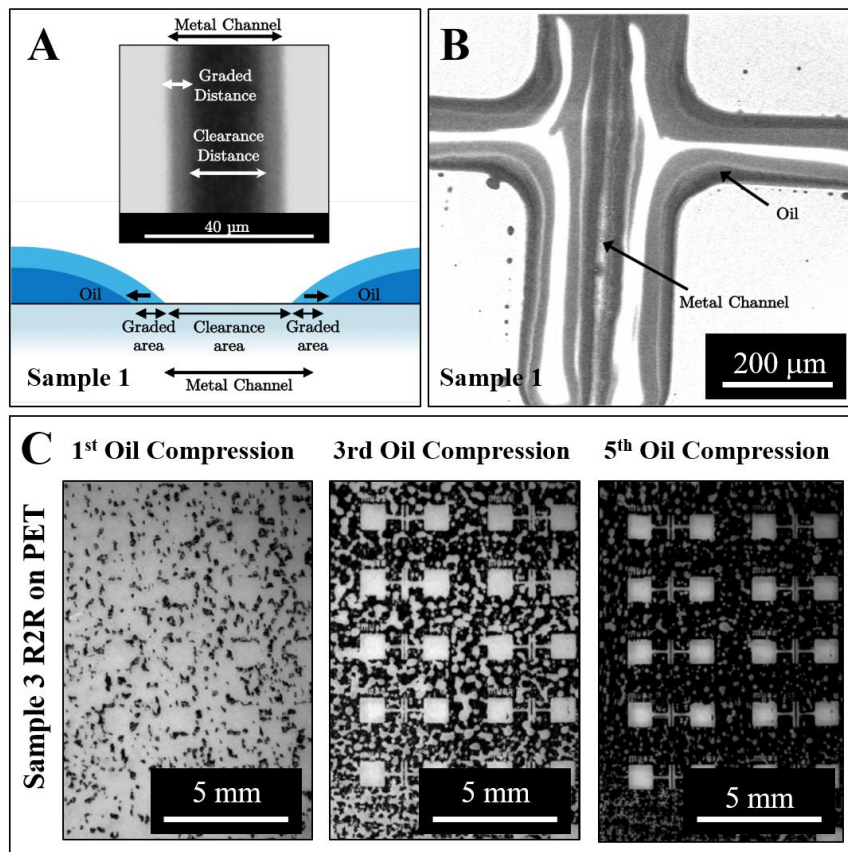 A
Metal Channel
Graded
Distance
Clearance
Distance
40 µm
Oil
Oil
Graded
area
Clearance
area
Graded
area
Sample 1
Metal Channel
B
Oil
Metal Channel
Sample 1
200 µm
C
1st Oil Compression
3rd Oil Compression
5th Oil Compression
Sample 3 R2R on PET
5 mm
5 mm
5 mm